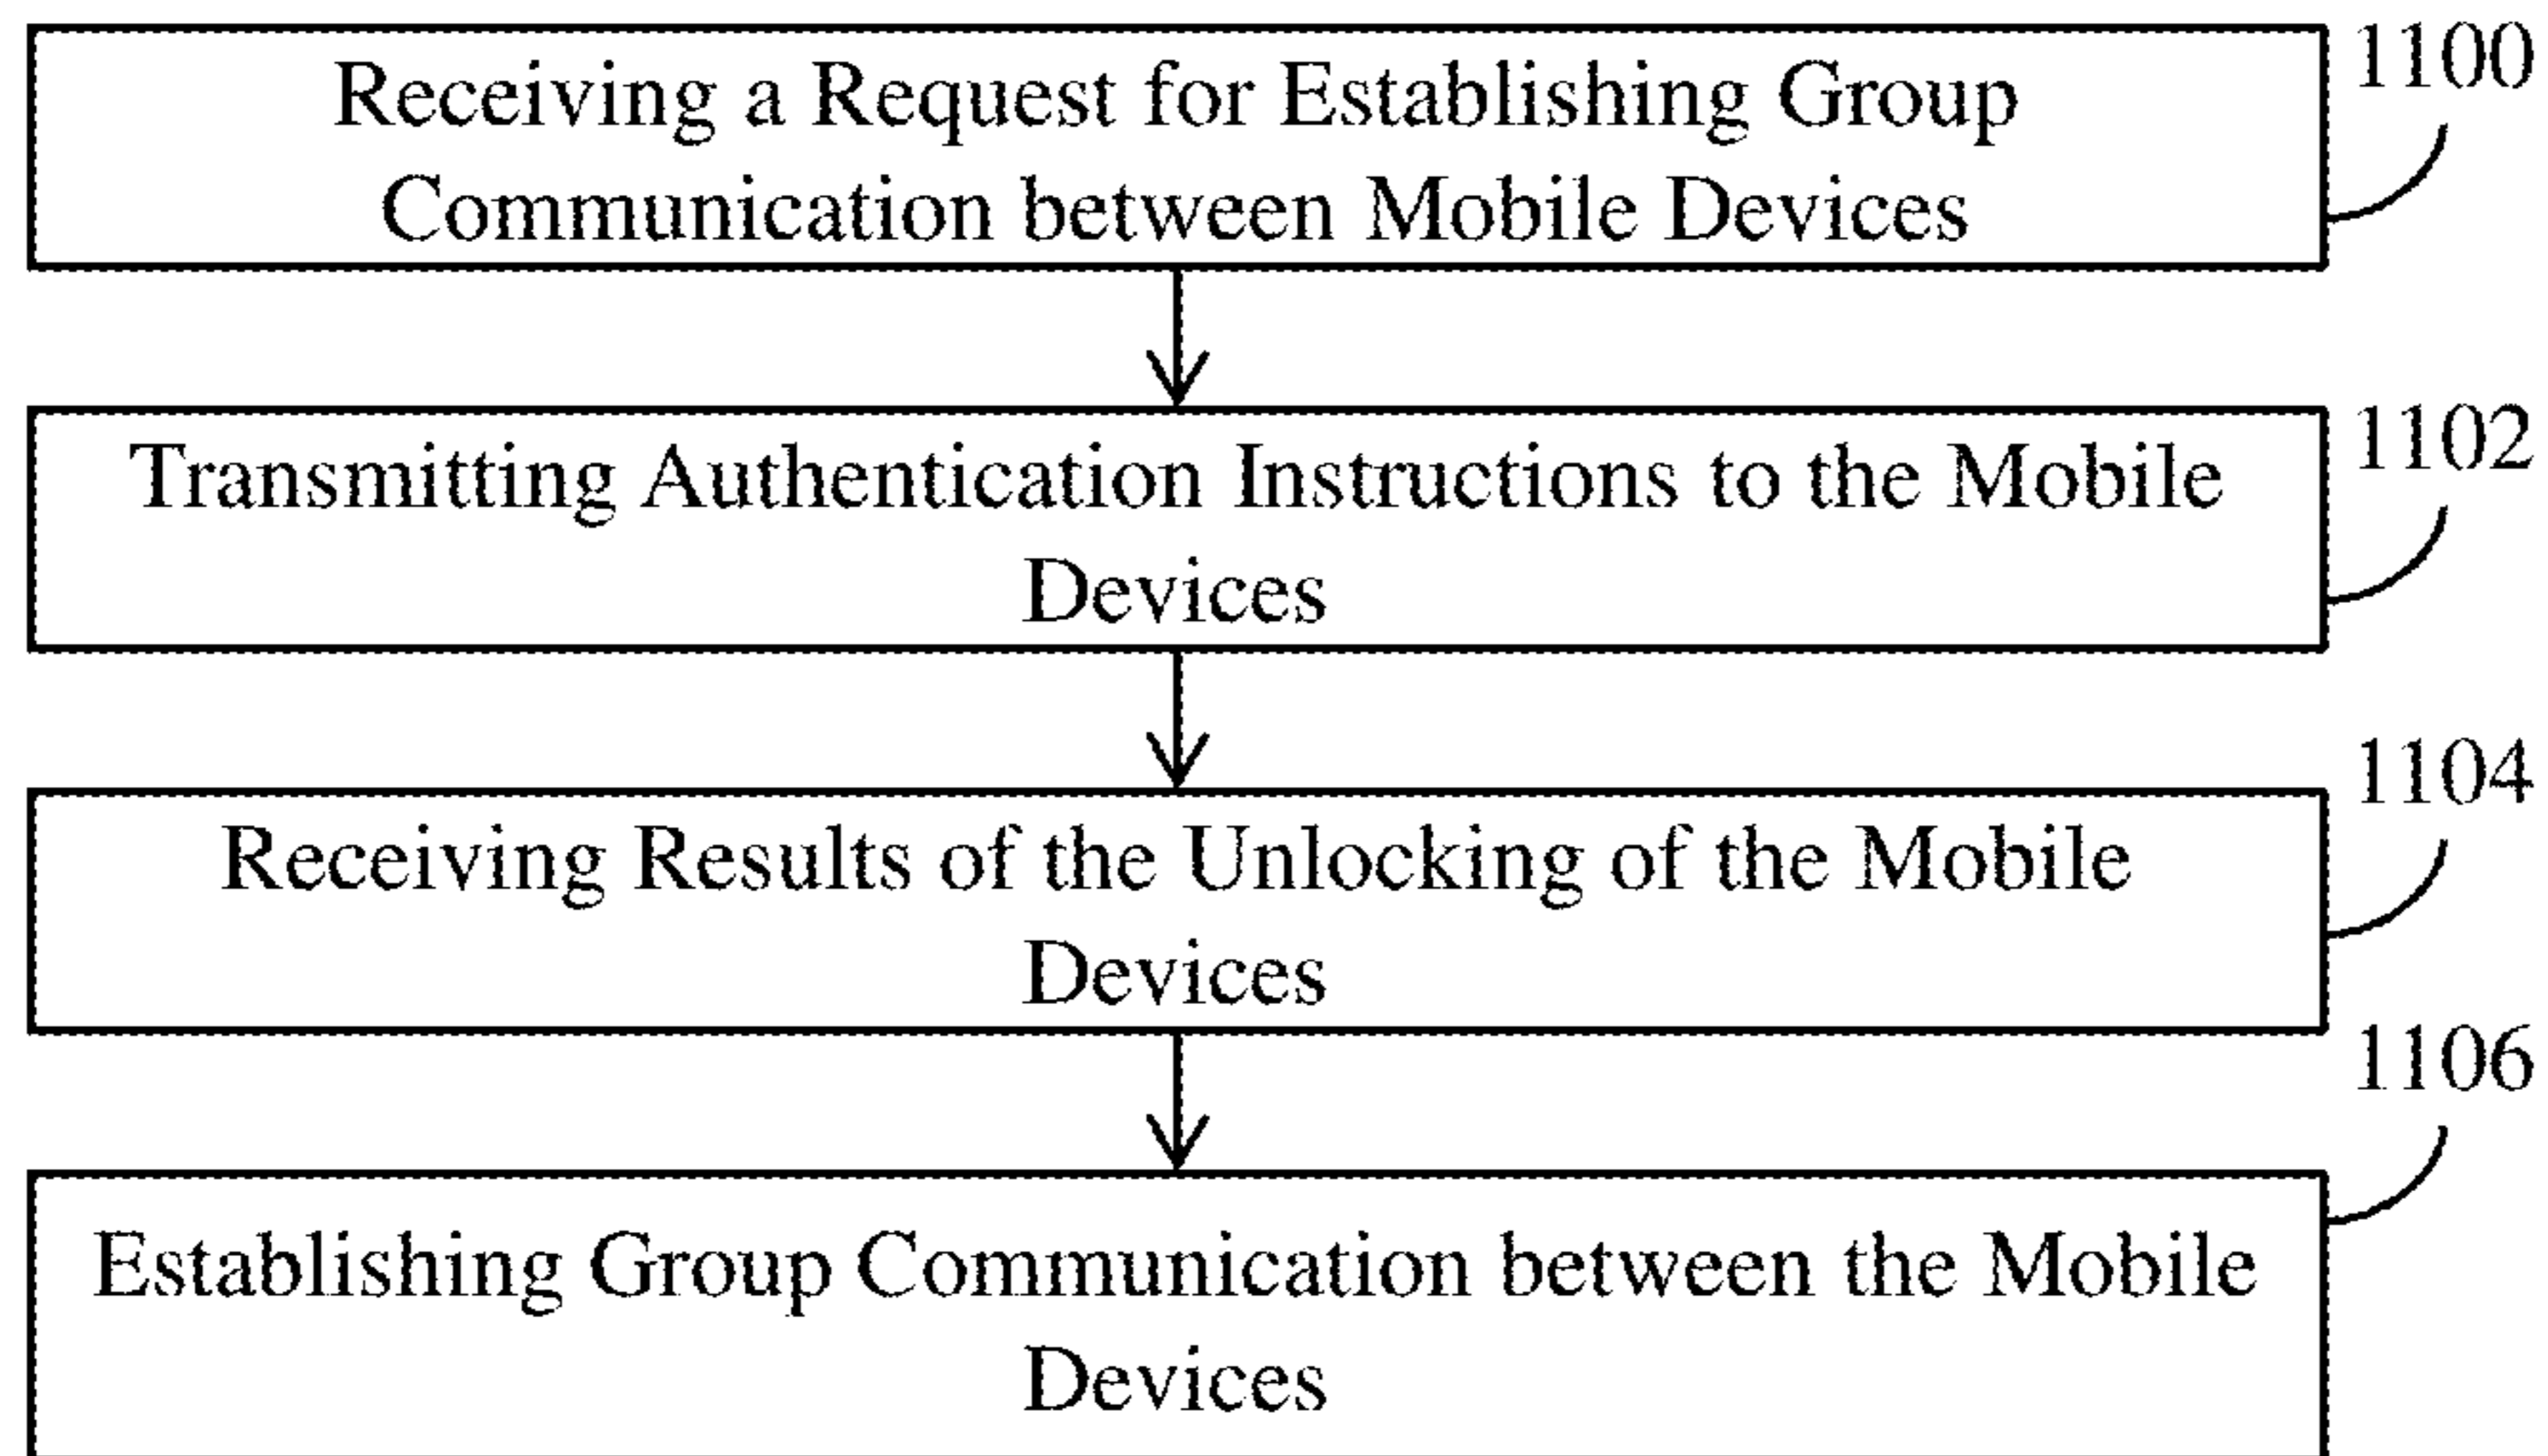 Receiving a Request for Establishing Group
Communication between Mobile Devices
1100
Transmitting Authentication Instructions to the Mobile
Devices
1102
Receiving Results of the Unlocking of the Mobile
Devices
1104
Establishing Group Communication between the Mobile
Devices
1106